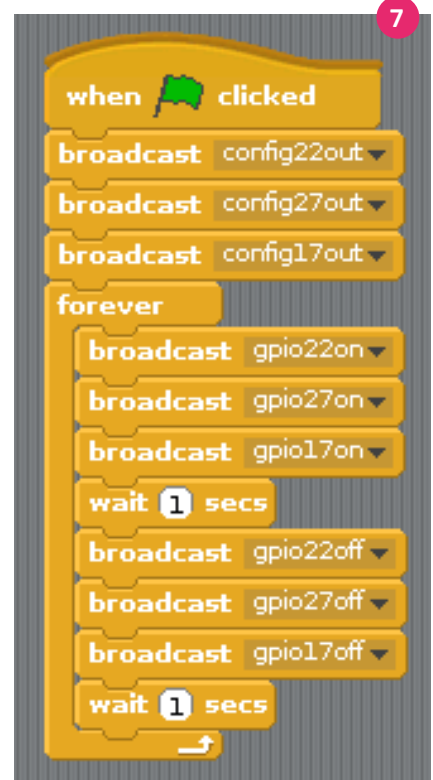 7
when clicked
broadcast config22out
broadcast config27out
broadcast config17out
forever
broadcast gpio22on
broadcast gpio27on
broadcast gpio17on
wait 1 secs
broadcast gpio22off
broadcast gpio27off
broadcast gpio17off
wait 1 secs